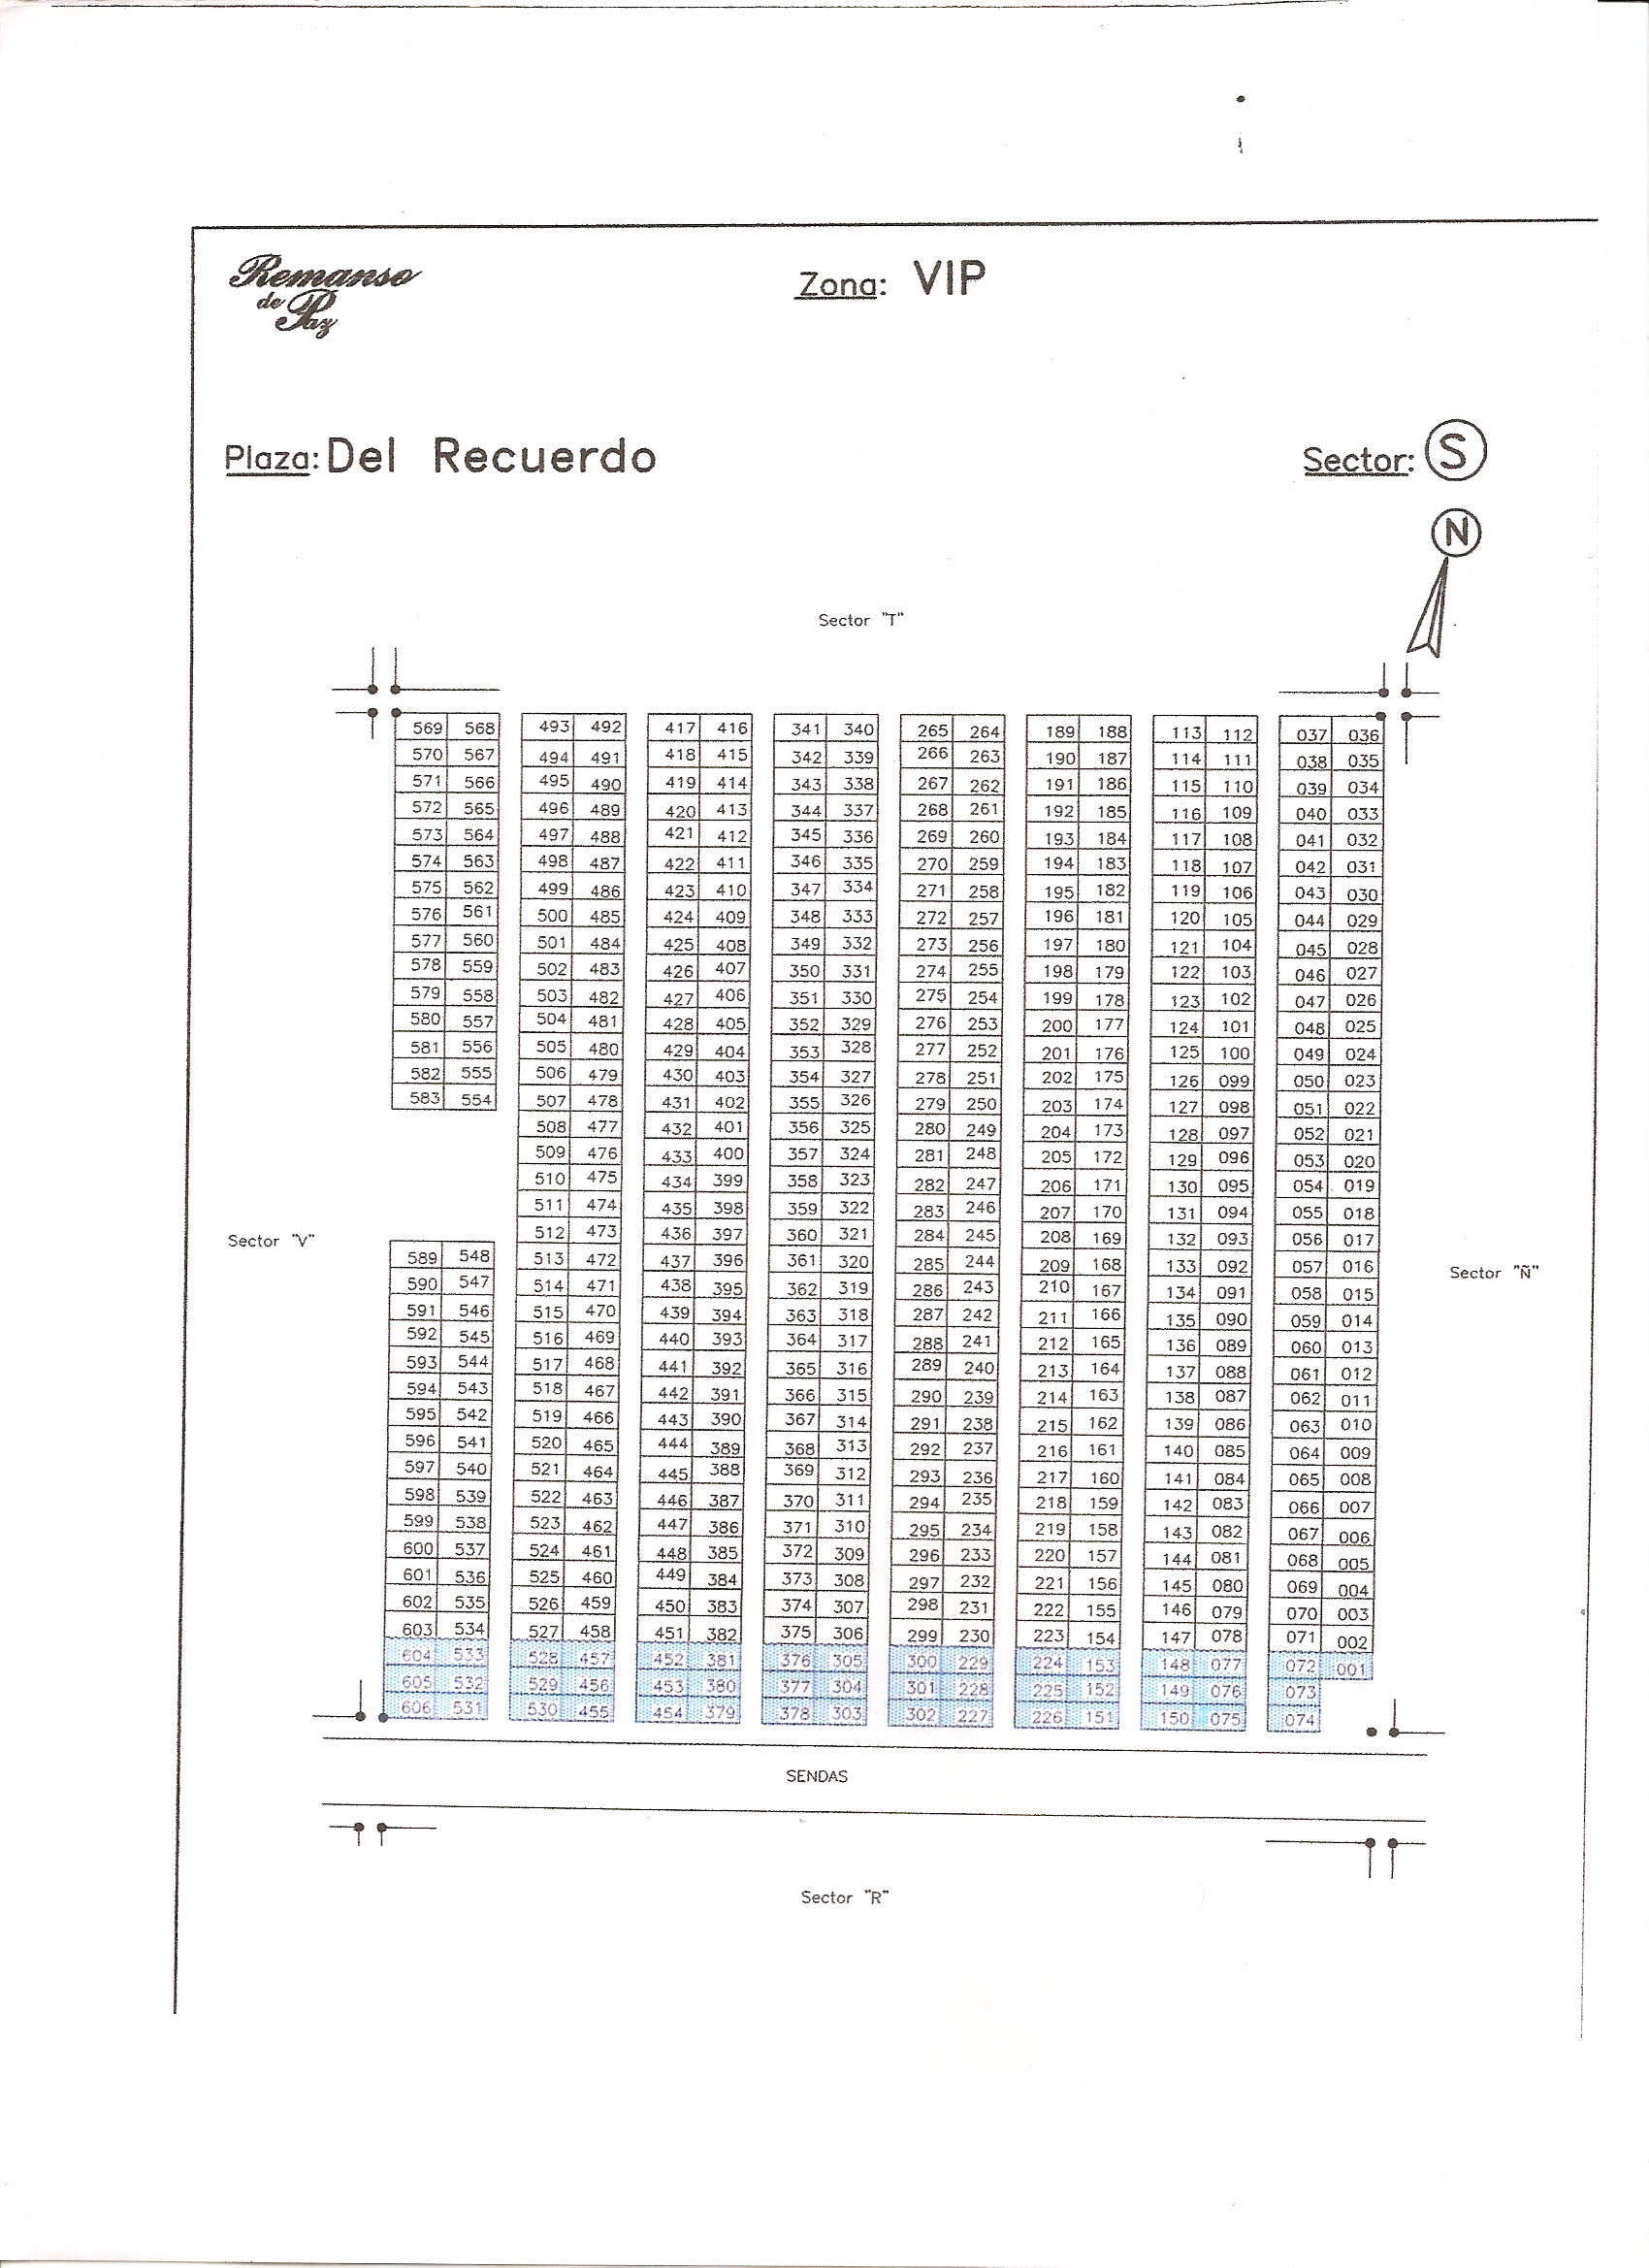 Remanso
de Paz
Zona: VIP
Plaza: Del Recuerdo
Sector: S
N
Sector "T"
569 568 493 492 417 416 341 340 265 264 189 188 113 112 037 036
570 567 494 491 418 415 342 339 266 263 190 187 114 111 038 035
571 566 495 490 419 414 343 338 267 262 191 186 115 110 039 034
572 565 496 489 420 413 344 337 268 261 192 185 116 109 040 033
573 564 497 488 421 412 345 336 269 260 193 184 117 108 041 032
574 563 498 487 422 411 346 335 270 259 194 183 118 107 042 031
575 562 499 486 423 410 347 334 271 258 195 182 119 106 043 030
576 561 500 485 424 409 348 333 272 257 196 181 120 105 044 029
577 560 501 484 425 408 349 332 273 256 197 180 121 104 045 028
578 559 502 483 426 407 350 331 274 255 198 179 122 103 046 027
579 558 503 482 427 406 351 330 275 254 199 178 123 102 047 026
580 557 504 481 428 405 352 329 276 253 200 177 124 101 048 025
581 556 505 480 429 404 353 328 277 252 201 176 125 100 049 024
582 555 506 479 430 403 354 327 278 251 202 175 126 099 050 023
583 554 507 478 431 402 355 326 279 250 203 174 127 098 051 022
508 477 432 401 356 325 280 249 204 173 128 097 052 021
509 476 433 400 357 324 281 248 205 172 129 096 053 020
510 475 434 399 358 323 282 247 206 171 130 095 054 019
511 474 435 398 359 322 283 246 207 170 131 094 055 018
Sector "V" 512 473 436 397 360 321 284 245 208 169 132 093 056 017
589 548 513 472 437 396 361 320 285 244 209 168 133 092 057 016 Sector "Ñ"
590 547 514 471 438 395 362 319 286 243 210 167 134 091 058 015
591 546 515 470 439 394 363 318 287 242 211 166 135 090 059 014
592 545 516 469 440 393 364 317 288 241 212 165 136 089 060 013
593 544 517 468 441 392 365 316 289 240 213 164 137 088 061 012
594 543 518 467 442 391 366 315 290 239 214 163 138 087 062 011
595 542 519 466 443 390 367 314 291 238 215 162 139 086 063 010
596 541 520 465 444 389 368 313 292 237 216 161 140 085 064 009
597 540 521 464 445 388 369 312 293 236 217 160 141 084 065 008
598 539 522 463 446 387 370 311 294 235 218 159 142 083 066 007
599 538 523 462 447 386 371 310 295 234 219 158 143 082 067 006
600 537 524 461 448 385 372 309 296 233 220 157 144 081 068 005
601 536 525 460 449 384 373 308 297 232 221 156 145 080 069 004
602 535 526 459 450 383 374 307 298 231 222 155 146 079 070 003
603 534 527 458 451 382 375 306 299 230 223 154 147 078 071 002
604 533 528 457 452 381 376 305 300 229 224 153 148 077 072 001
605 532 529 456 453 380 377 304 301 228 225 152 149 076 073
606 531 530 455 454 379 378 303 302 227 226 151 150 075 074
SENDAS
Sector "R"